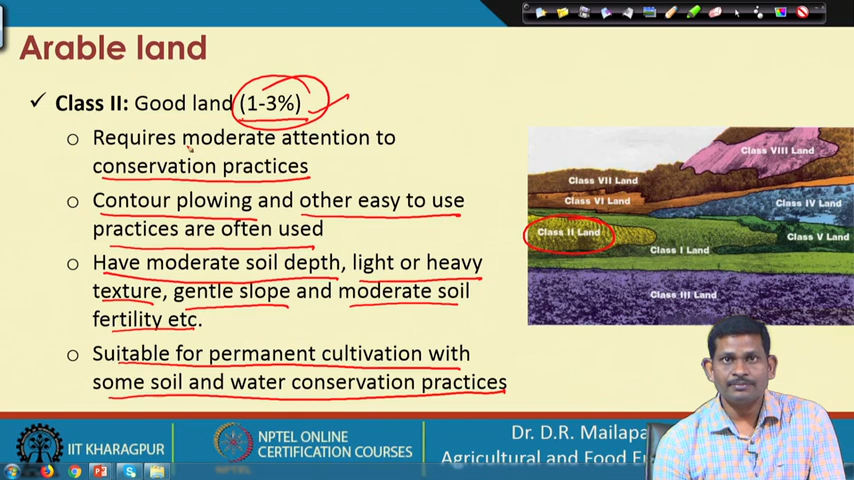 Arable land
✓ Class II: Good land (1-3%)
o Requires moderate attention to
conservation practices
o Contour plowing and other easy to use
practices are often used
o Have moderate soil depth, light or heavy
texture, gentle slope and moderate soil
fertility etc.
o Suitable for permanent cultivation with
some soil and water conservation practices
Class VIII Land
Class VII Land
Class VI Land
Class IV Land
Class II Land
Class V Land
Class I Land
Class III Land
IIT KHARAGPUR
NPTEL ONLINE
CERTIFICATION COURSES
NPTEL
Dr. D.R. Mailapa
Agricultural and Food E